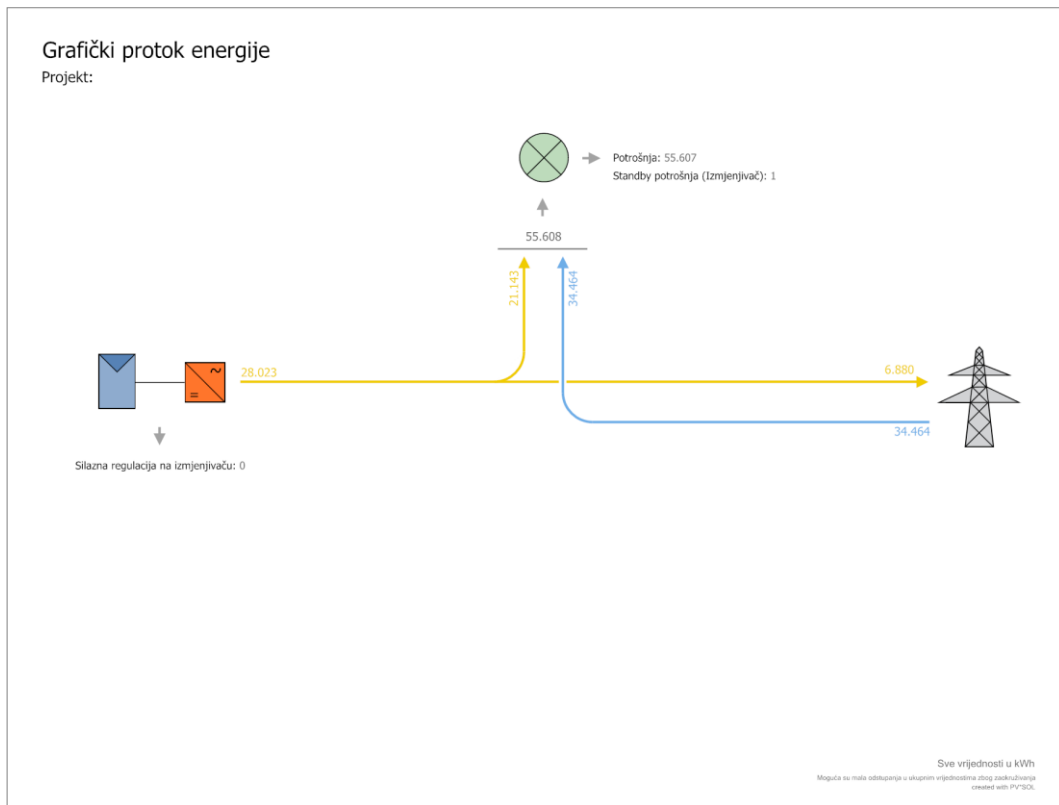 Grafički protok energije
Projekt:
Potrošnja: 55.607
Standby potrošnja (Izmjenjivač): 1
55.608
21.143
34.464
28.023
6.880
34.464
Silazna regulacija na izmjenjivaču: 0
Sve vrijednosti u kWh
Moguća su mala odstupanja u ukupnim vrijednostima zbog zaokruživanja
created with PV*SOL